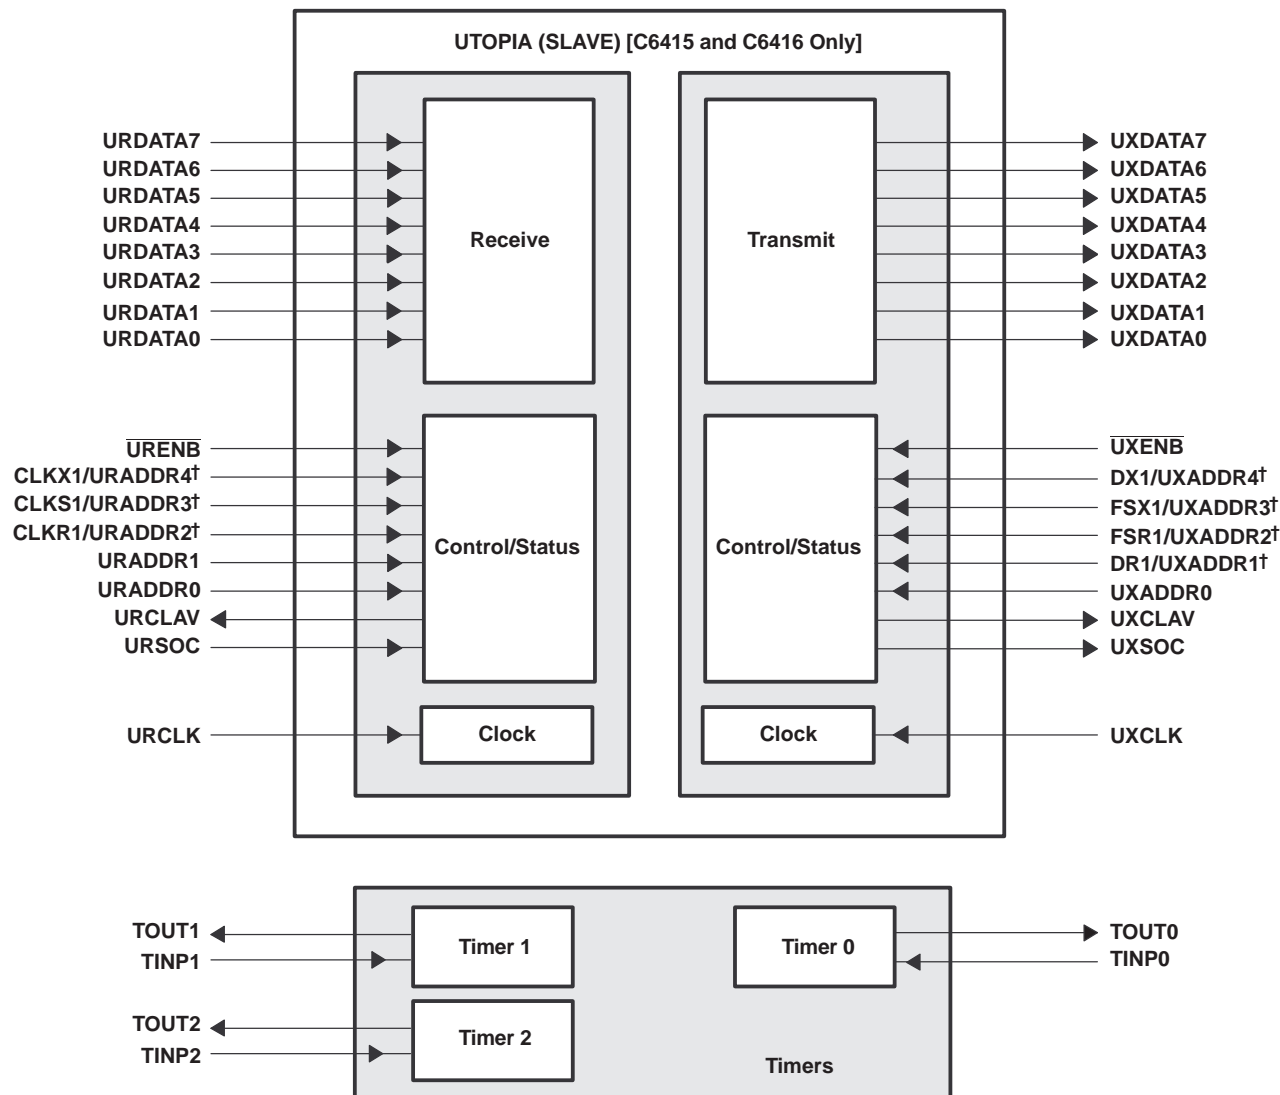 UTOPIA (SLAVE) [C6415 and C6416 Only]
URDATA7
URDATA6
URDATA5
URDATA4
URDATA3
URDATA2
URDATA1
URDATA0
Receive
Transmit
UXDATA7
UXDATA6
UXDATA5
UXDATA4
UXDATA3
UXDATA2
UXDATA1
UXDATA0
URENB
CLKX1/URADDR4†
CLKS1/URADDR3†
CLKR1/URADDR2†
URADDR1
URADDR0
URCLAV
URSOC
Control/Status
Control/Status
UXENB
DX1/UXADDR4†
FSX1/UXADDR3†
FSR1/UXADDR2†
DR1/UXADDR1†
UXADDR0
UXCLAV
UXSOC
URCLK
Clock
Clock
UXCLK
TOUT1
TINP1
Timer 1
Timer 0
TOUT0
TINP0
TOUT2
TINP2
Timer 2
Timers